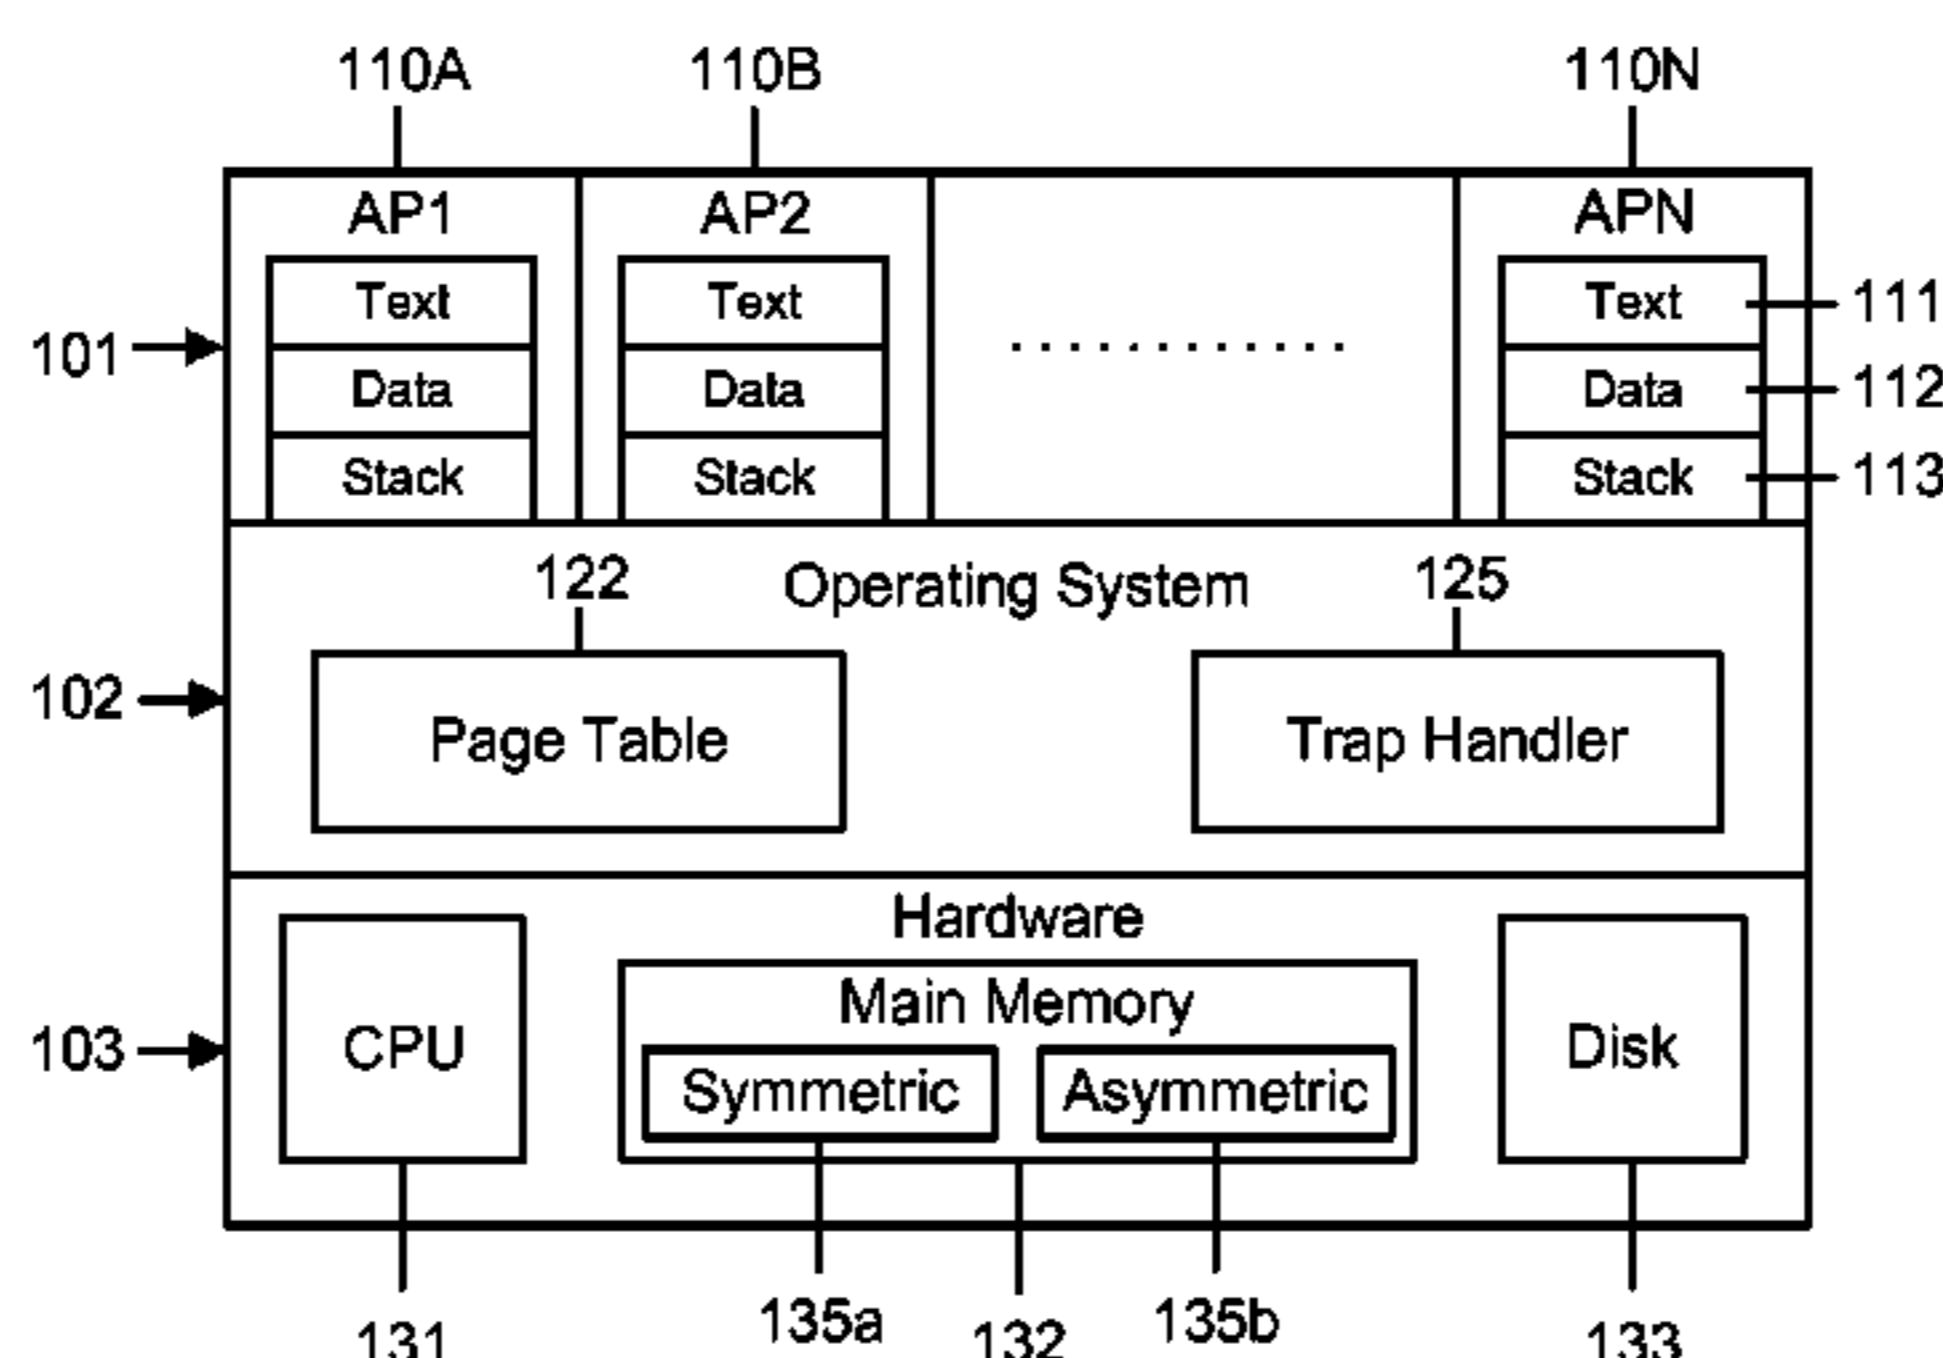 110A 110B 110N
AP1 AP2 APN
Text Text Text 111
101 ............
Data Data Data 112
Stack Stack Stack 113
122 Operating System 125
102 Page Table Trap Handler
Hardware
Main Memory
103 CPU Disk
Symmetric Asymmetric
131 135a 132 135b 133